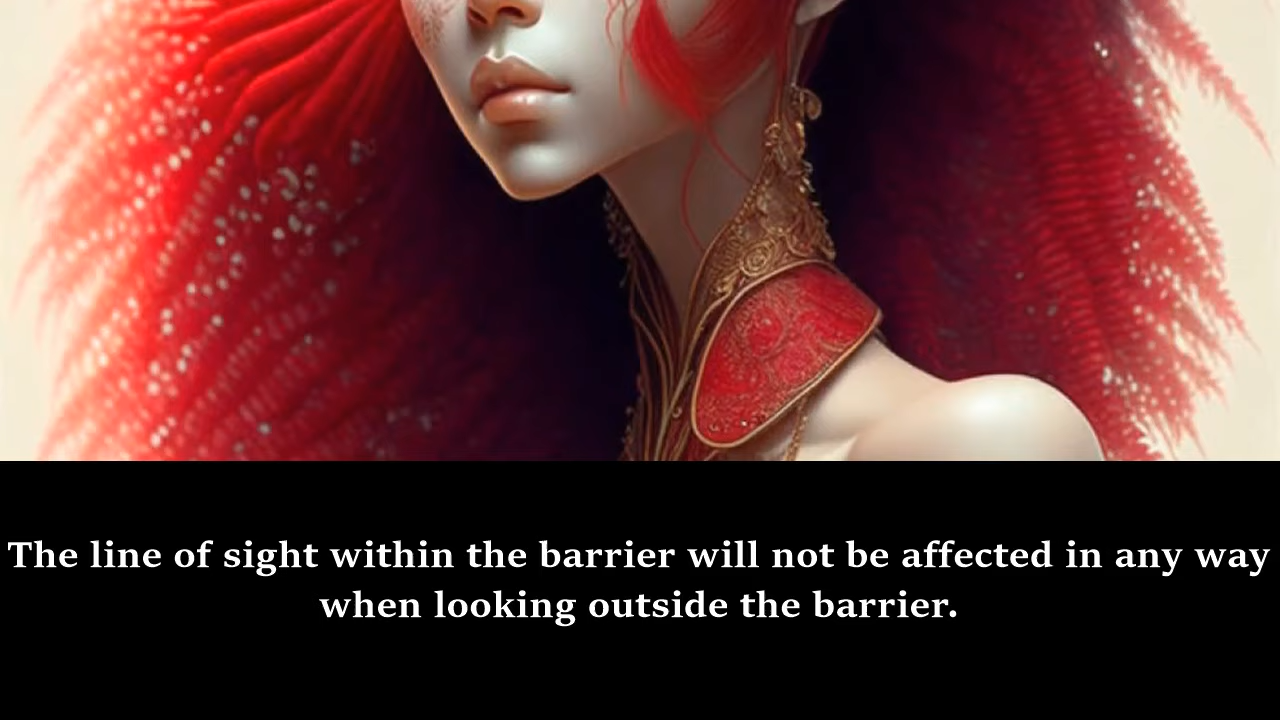 The line of sight within the barrier will not be affected in any way
when looking outside the barrier.